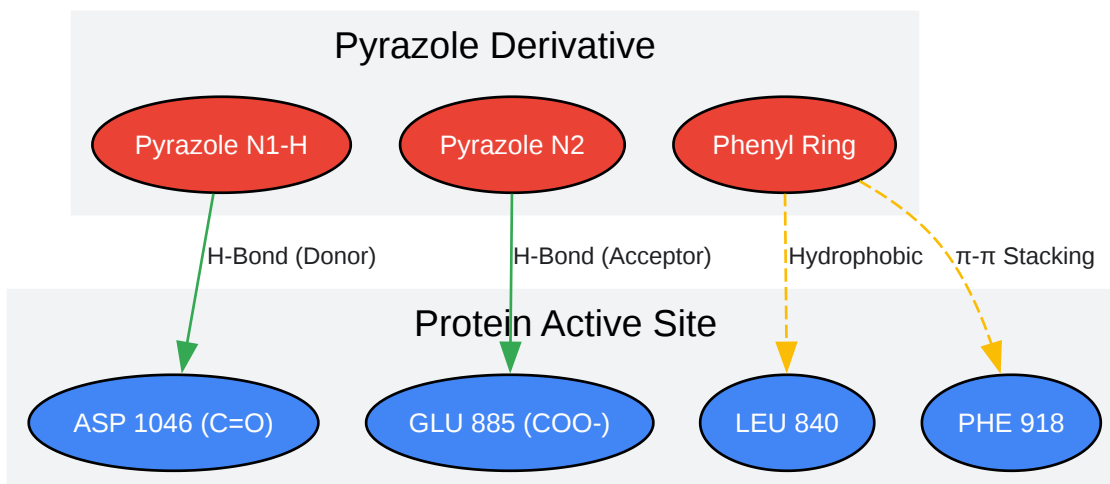 Pyrazole Derivative
Pyrazole N1-H
Pyrazole N2
Phenyl Ring
H-Bond (Donor)
H-Bond (Acceptor)
Hydrophobic
π-π Stacking
Protein Active Site
ASP 1046 (C=O)
GLU 885 (COO-)
LEU 840
PHE 918